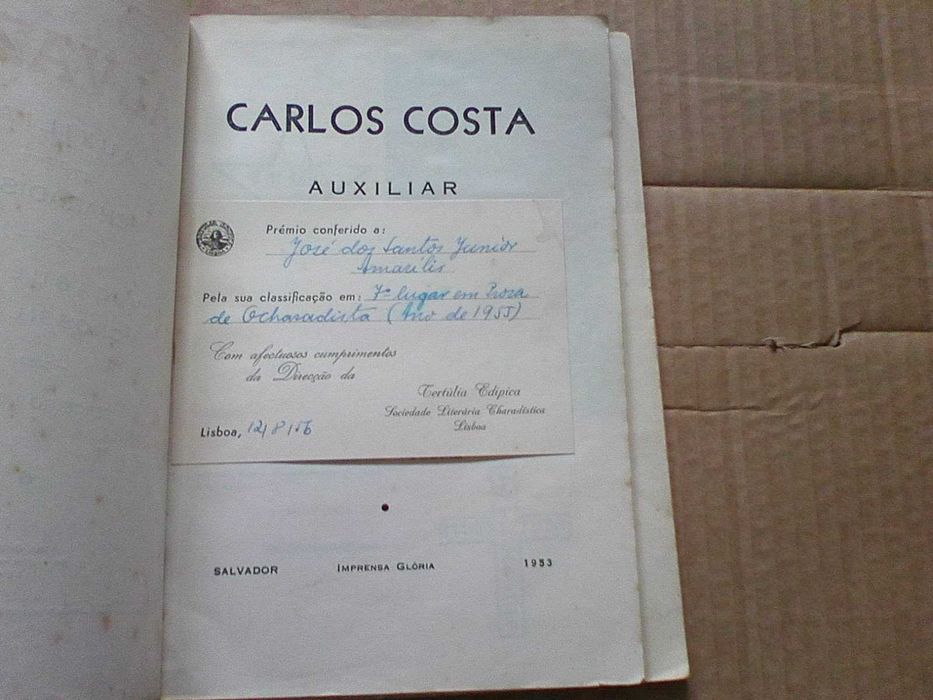 CARLOS COSTA
AUXILIAR
Prémio conferido a:
José dos Santos Junior
Amarilis
Pela sua classificação em: 7º lugar em Prosa
de Ocharadista (Ano de 1955)
Com afectuosos cumprimentos
da Direcção da
Tertúlia Edípica
Sociedade Literária Charadística
Lisboa
Lisboa, 12/8/56
SALVADOR IMPRENSA GLÓRIA 1953